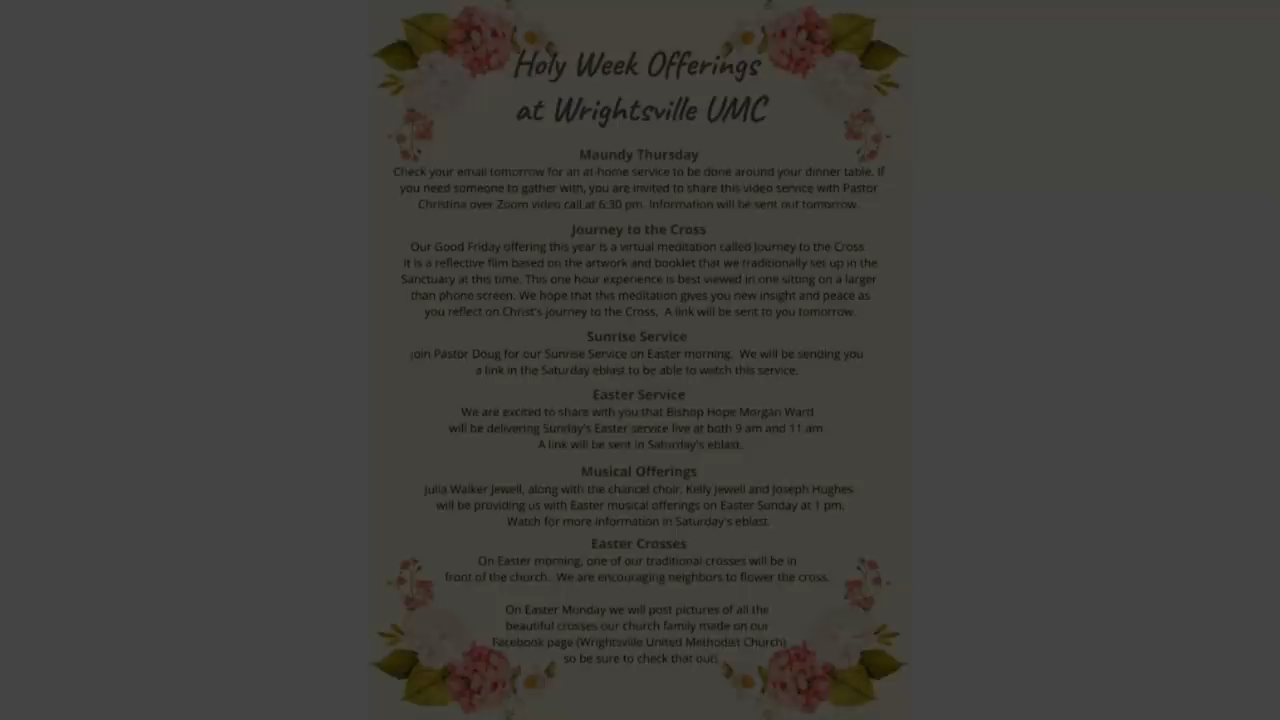 Holy Week Offerings
at Wrightsville UMC
Maundy Thursday
Check your email tomorrow for an at-home service to be done around your dinner table. If
you need someone to gather with, you are invited to share this video service with Pastor
Christina over Zoom video call at 6:30 pm. Information will be sent out tomorrow.
Journey to the Cross
Our Good Friday offering this year is a virtual meditation called Journey to the Cross.
It is a reflective film based on the artwork and booklet that we traditionally set up in the
Sanctuary at this time. This one hour experience is best viewed in one sitting on a larger
than phone screen. We hope that this meditation gives you new insight and peace as
you reflect on Christ's journey to the Cross. A link will be sent to you tomorrow.
Sunrise Service
Join Pastor Doug for our Sunrise Service on Easter morning. We will be sending you
a link in the Saturday eblast to be able to watch this service.
Easter Service
We are excited to share with you that Bishop Hope Morgan Ward
will be delivering Sunday's Easter service live at both 9 am and 11 am.
A link will be sent in Saturday's eblast.
Musical Offerings
Julia Walker Jewell, along with the chancel choir, Kelly Jewell and Joseph Hughes
will be providing us with Easter musical offerings on Easter Sunday at 1 pm.
Watch for more information in Saturday's eblast.
Easter Crosses
On Easter morning, one of our traditional crosses will be in
front of the church. We are encouraging neighbors to flower the cross.
On Easter Monday we will post pictures of all the
beautiful crosses our church family made on our
Facebook page (Wrightsville United Methodist Church)
so be sure to check that out!